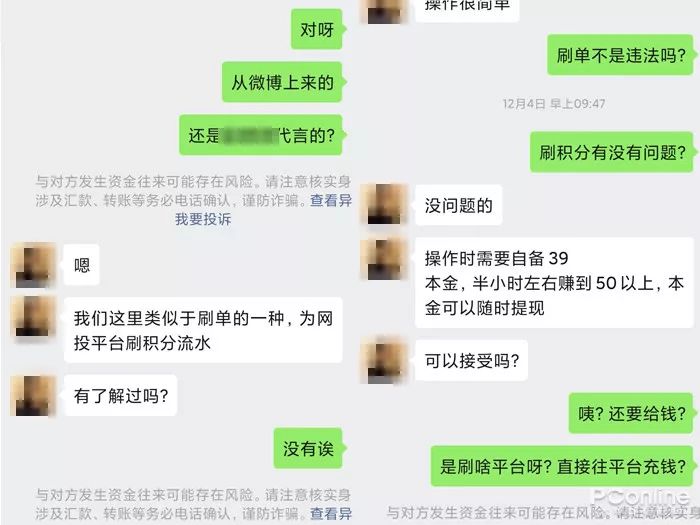 对呀
从微博上来的
还是
代言的?
与对方发生资金往来可能存在风险。请注意核实身
涉及汇款、转账等务必电话确认，谨防诈骗。查看异
我要投诉
嗯
我们这里类似于刷单的一种，为网
投平台刷积分流水
有了解过吗?
没有诶
与对方发生资金往来可能存在风险。请注意核实身
涉及汇款、转账等务必电话确认，谨防诈骗。查看异
操作很简单
刷单不是违法吗?
12月4日 早上09:47
刷积分有没有问题?
没问题的
操作时需要自备 39
本金，半小时左右赚到 50 以上，本
金可以随时提现
可以接受吗?
咦? 还要给钱?
是刷啥平台呀? 直接往平台充钱?
与对方发生资金往来可能存在风险。请注意核实
PConline